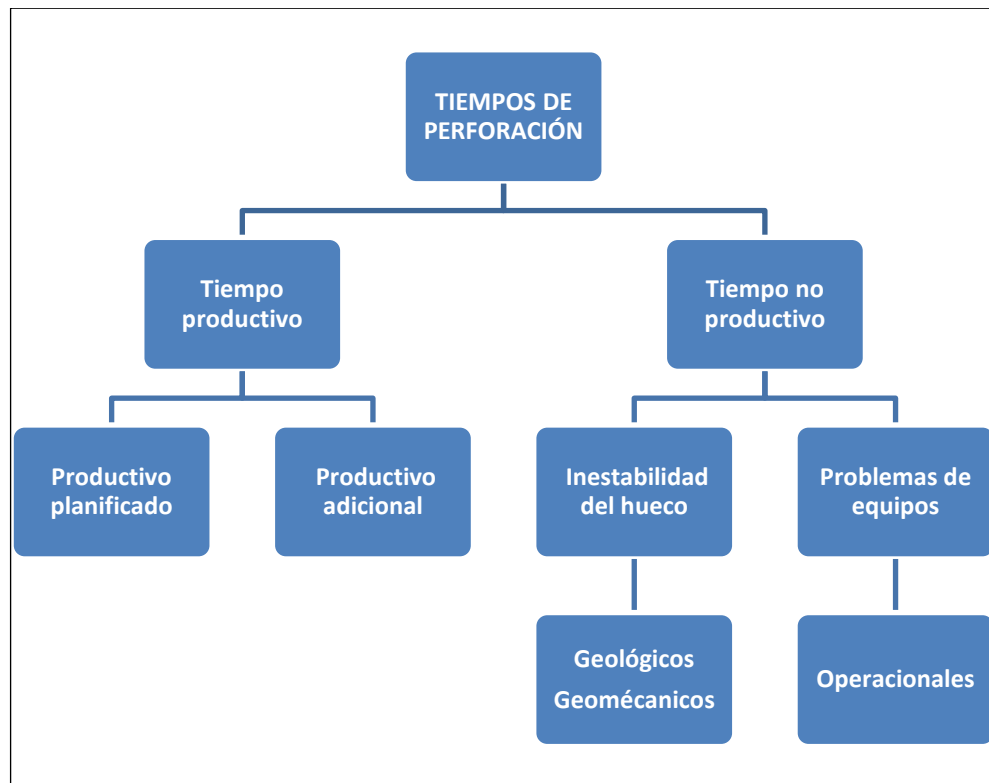 TIEMPOS DE
PERFORACIÓN
Tiempo
productivo
Tiempo no
productivo
Productivo
planificado
Productivo
adicional
Inestabilidad
del hueco
Problemas de
equipos
Geológicos
Geomécanicos
Operacionales